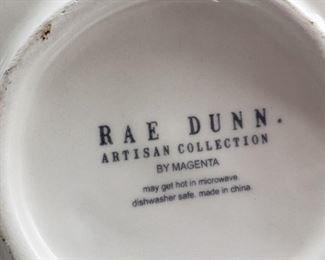 RAE DUNN.
ARTISAN COLLECTION
BY MAGENTA
may get hot in microwave.
dishwasher safe. made in china.